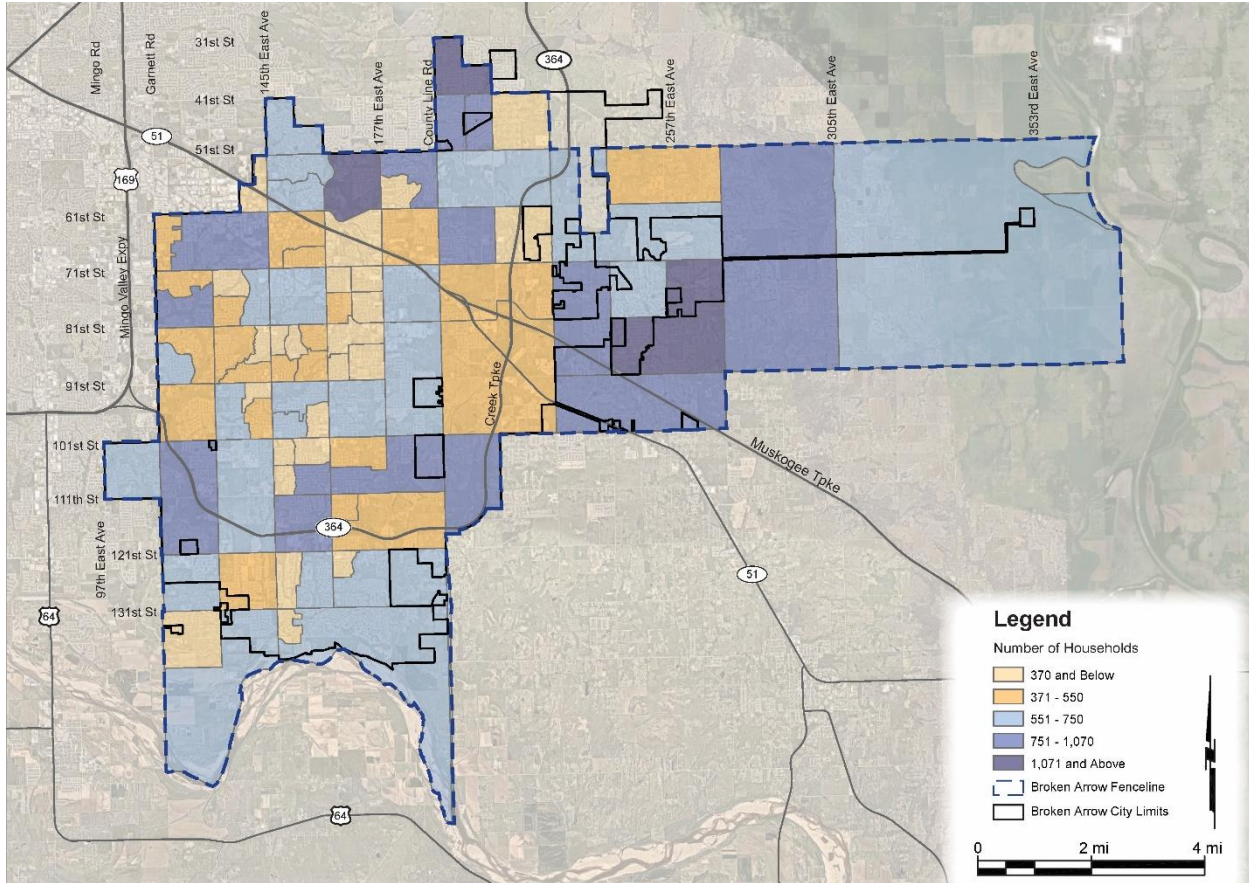 31st St
41st St
51st St
61st St
71st St
81st St
91st St
101st St
111st St
121st St
131st St
Mingo Rd
Garnett Rd
145th East Ave
177th East Ave
County Line Rd
257th East Ave
305th East Ave
353rd East Ave
Mingo Valley Expy
97th East Ave
Creek Tpke
Muskogee Tpke
364
51
169
364
51
64
64
Legend
Number of Households
370 and Below
371 - 550
551 - 750
751 - 1,070
1,071 and Above
Broken Arrow Fenceline
Broken Arrow City Limits
0 2 mi 4 mi